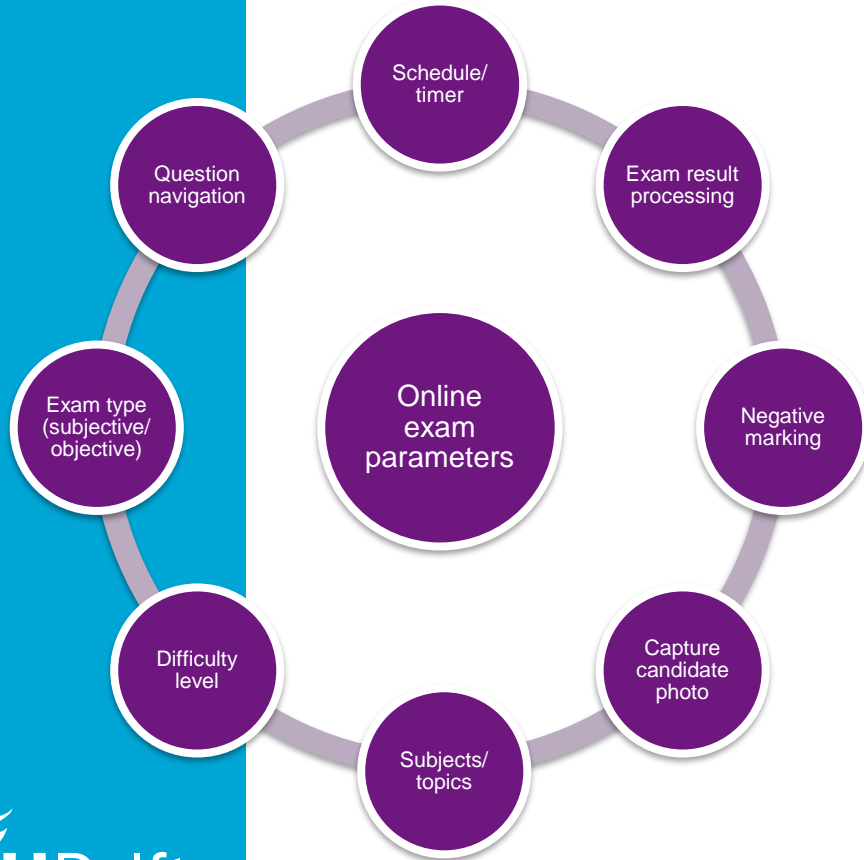 Schedule/
timer
Exam result
processing
Negative
marking
Capture
candidate
photo
Subjects/
topics
Difficulty
level
Exam type
(subjective/
objective)
Question
navigation
Online
exam
parameters